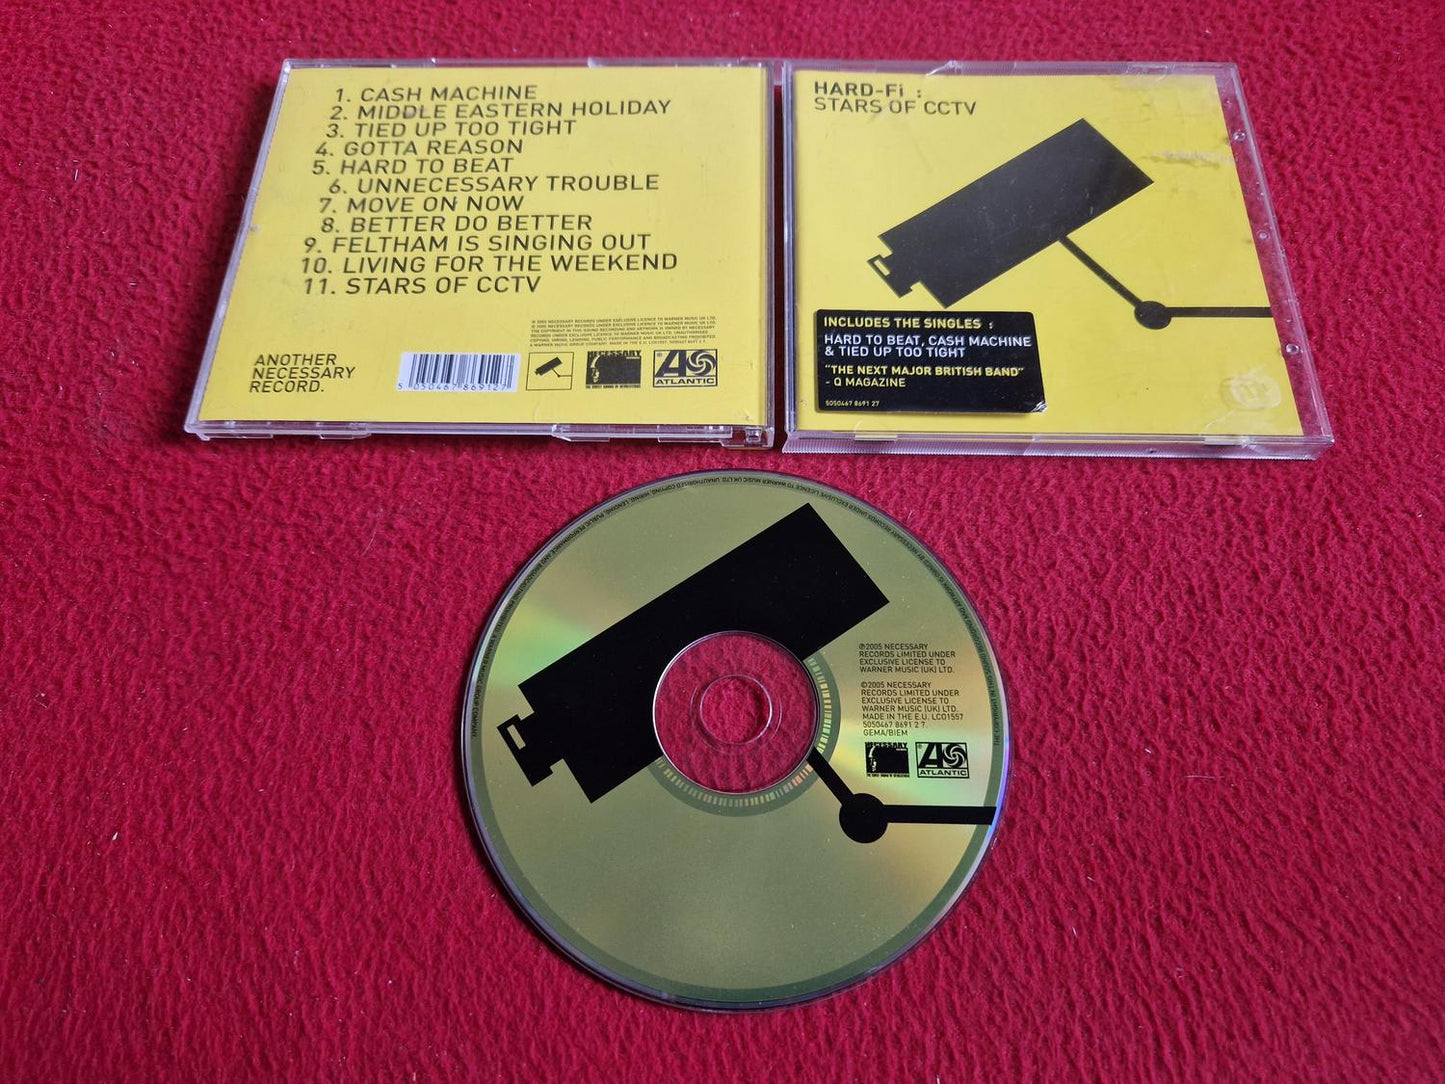 1. CASH MACHINE
2. MIDDLE EASTERN HOLIDAY
3. TIED UP TOO TIGHT
4. GOTTA REASON
5. HARD TO BEAT
6. UNNECESSARY TROUBLE
7. MOVE ON NOW
8. BETTER DO BETTER
9. FELTHAM IS SINGING OUT
10. LIVING FOR THE WEEKEND
11. STARS OF CCTV
ANOTHER
NECESSARY
RECORD.
5 050467 869127
NECESSARY
ATLANTIC
HARD-Fi :
STARS OF CCTV
INCLUDES THE SINGLES :
HARD TO BEAT, CASH MACHINE
& TIED UP TOO TIGHT
"THE NEXT MAJOR BRITISH BAND"
- Q MAGAZINE
5050467 8691 27
℗2005 NECESSARY
RECORDS LIMITED UNDER
EXCLUSIVE LICENSE TO
WARNER MUSIC (UK) LTD.
©2005 NECESSARY
RECORDS LIMITED UNDER
EXCLUSIVE LICENSE TO
WARNER MUSIC (UK) LTD.
MADE IN THE E.U. LC01557
5050467 8691 2 7
GEMA/BIEM
NECESSARY
ATLANTIC